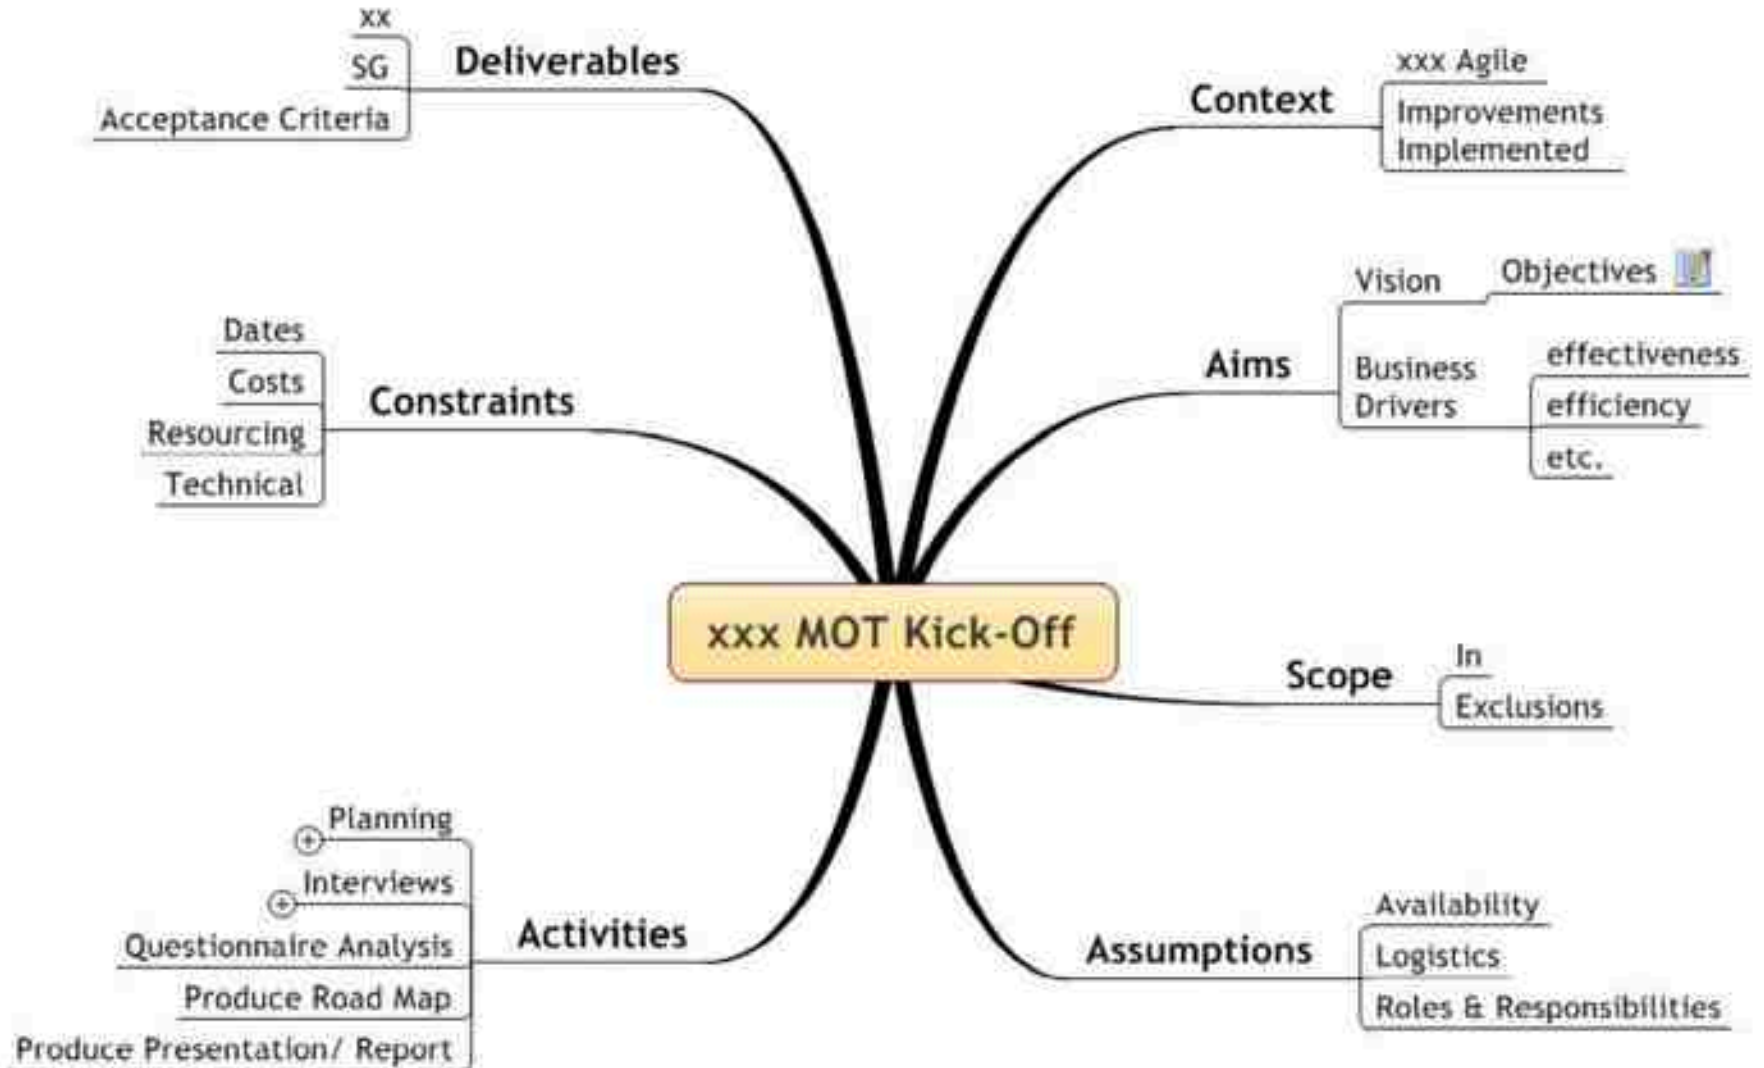 xx
SG
Acceptance Criteria
Deliverables
Context
xxx Agile
Improvements
Implemented
Aims
Vision
Objectives
Business
Drivers
effectiveness
efficiency
etc.
Dates
Costs
Resourcing
Technical
Constraints
xxx MOT Kick-Off
Scope
In
Exclusions
Planning
Interviews
Questionnaire Analysis
Produce Road Map
Produce Presentation/ Report
Activities
Assumptions
Availability
Logistics
Roles & Responsibilities